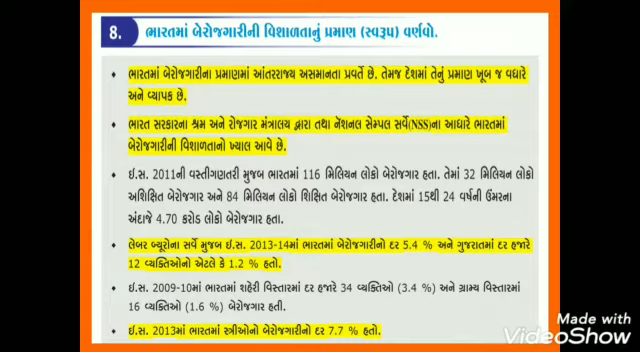 8. ભારતમાં બેરોજગારીની વિશાળતાનું પ્રમાણ (સ્વરૂપ) વર્ણવો.
♦ ભારતમાં બેરોજગારીના પ્રમાણમાં આંતરરાજ્ય અસમાનતા પ્રવર્તે છે. તેમજ દેશમાં તેનું પ્રમાણ ખૂબ જ વધારે
અને વ્યાપક છે.
♦ ભારત સરકારના શ્રમ અને રોજગાર મંત્રાલય દ્વારા તથા નૅશનલ સેમ્પલ સર્વે(NSS)ના આધારે ભારતમાં
બેરોજગારીની વિશાળતાનો ખ્યાલ આવે છે.
♦ ઈ.સ. 2011ની વસ્તીગણતરી મુજબ ભારતમાં 116 મિલિયન લોકો બેરોજગાર હતા. તેમાં 32 મિલિયન લોકો
અશિક્ષિત બેરોજગાર અને 84 મિલિયન લોકો શિક્ષિત બેરોજગાર હતા. દેશમાં 15થી 24 વર્ષની ઉંમરના
અંદાજે 4.70 કરોડ લોકો બેરોજગાર હતા.
♦ લેબર બ્યૂરોના સર્વે મુજબ ઈ.સ. 2013-14માં ભારતમાં બેરોજગારીનો દર 5.4 % અને ગુજરાતમાં દર હજારે
12 વ્યક્તિઓનો એટલે કે 1.2 % હતો.
♦ ઈ.સ. 2009-10માં ભારતમાં શહેરી વિસ્તારમાં દર હજારે 34 વ્યક્તિઓ (3.4 %) અને ગ્રામ્ય વિસ્તારમાં
16 વ્યક્તિઓ (1.6 %) બેરોજગાર હતી.
♦ ઈ.સ. 2013માં ભારતમાં સ્ત્રીઓનો બેરોજગારીનો દર 7.7 % હતો.
Made with
VideoShow